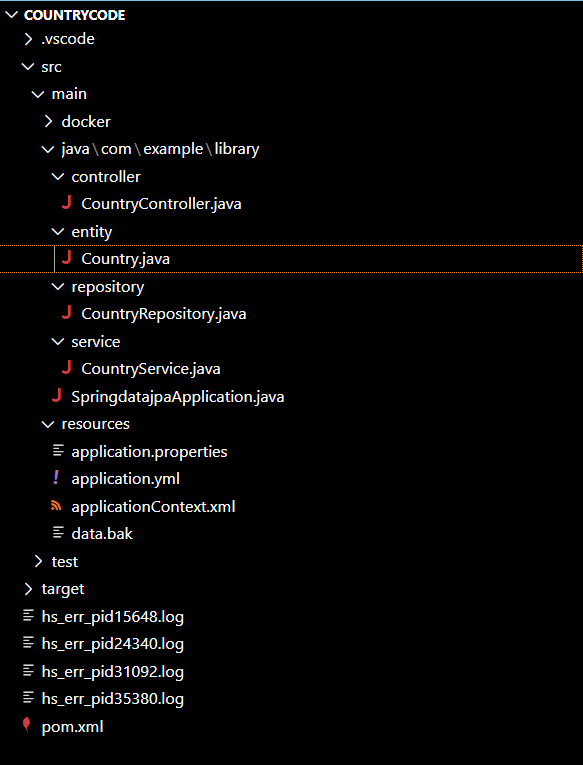 COUNTRYCODE
.vscode
src
main
docker
java\com\example\library
controller
CountryController.java
entity
Country.java
repository
CountryRepository.java
service
CountryService.java
SpringdatajpaApplication.java
resources
application.properties
application.yml
applicationContext.xml
data.bak
test
target
hs_err_pid15648.log
hs_err_pid24340.log
hs_err_pid31092.log
hs_err_pid35380.log
pom.xml